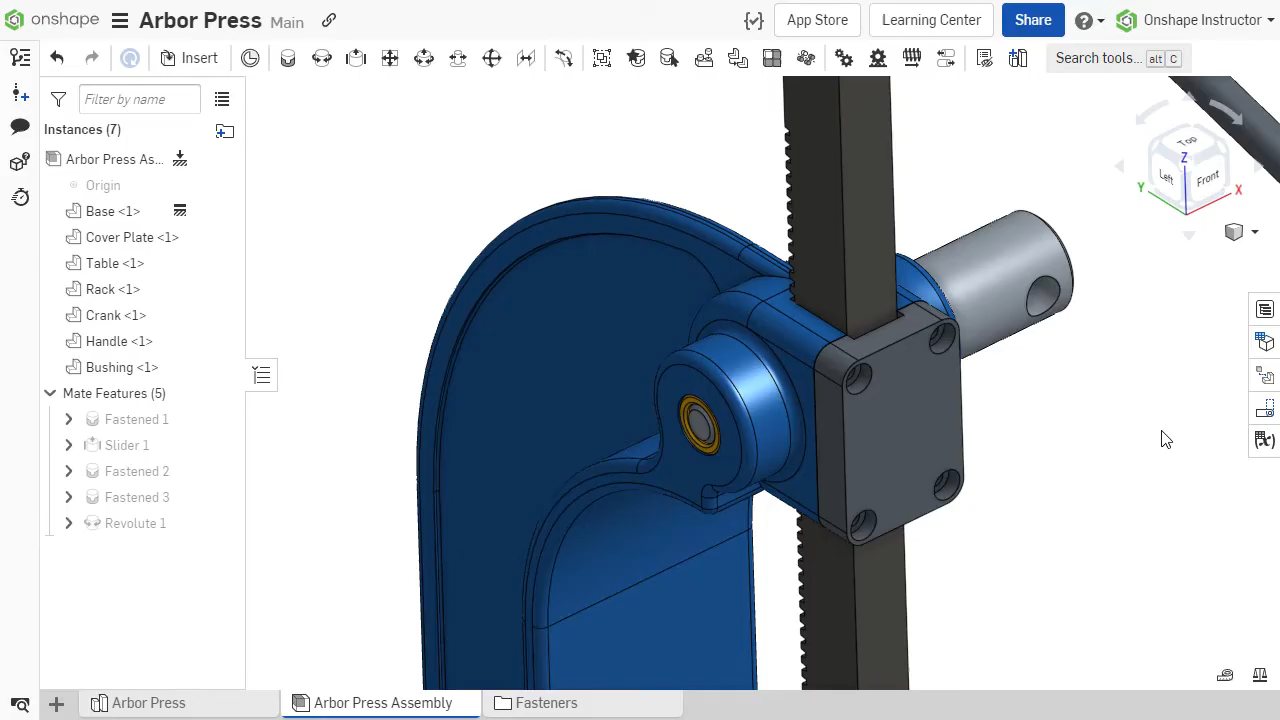 onshape Arbor Press Main App Store Learning Center Share Onshape Instructor
Insert Search tools... alt C
Filter by name
Instances (7)
Arbor Press As...
Origin
Base <1>
Cover Plate <1>
Table <1>
Rack <1>
Crank <1>
Handle <1>
Bushing <1>
Mate Features (5)
Fastened 1
Slider 1
Fastened 2
Fastened 3
Revolute 1
Top
Left Front
Z
Y X
Arbor Press Arbor Press Assembly Fasteners